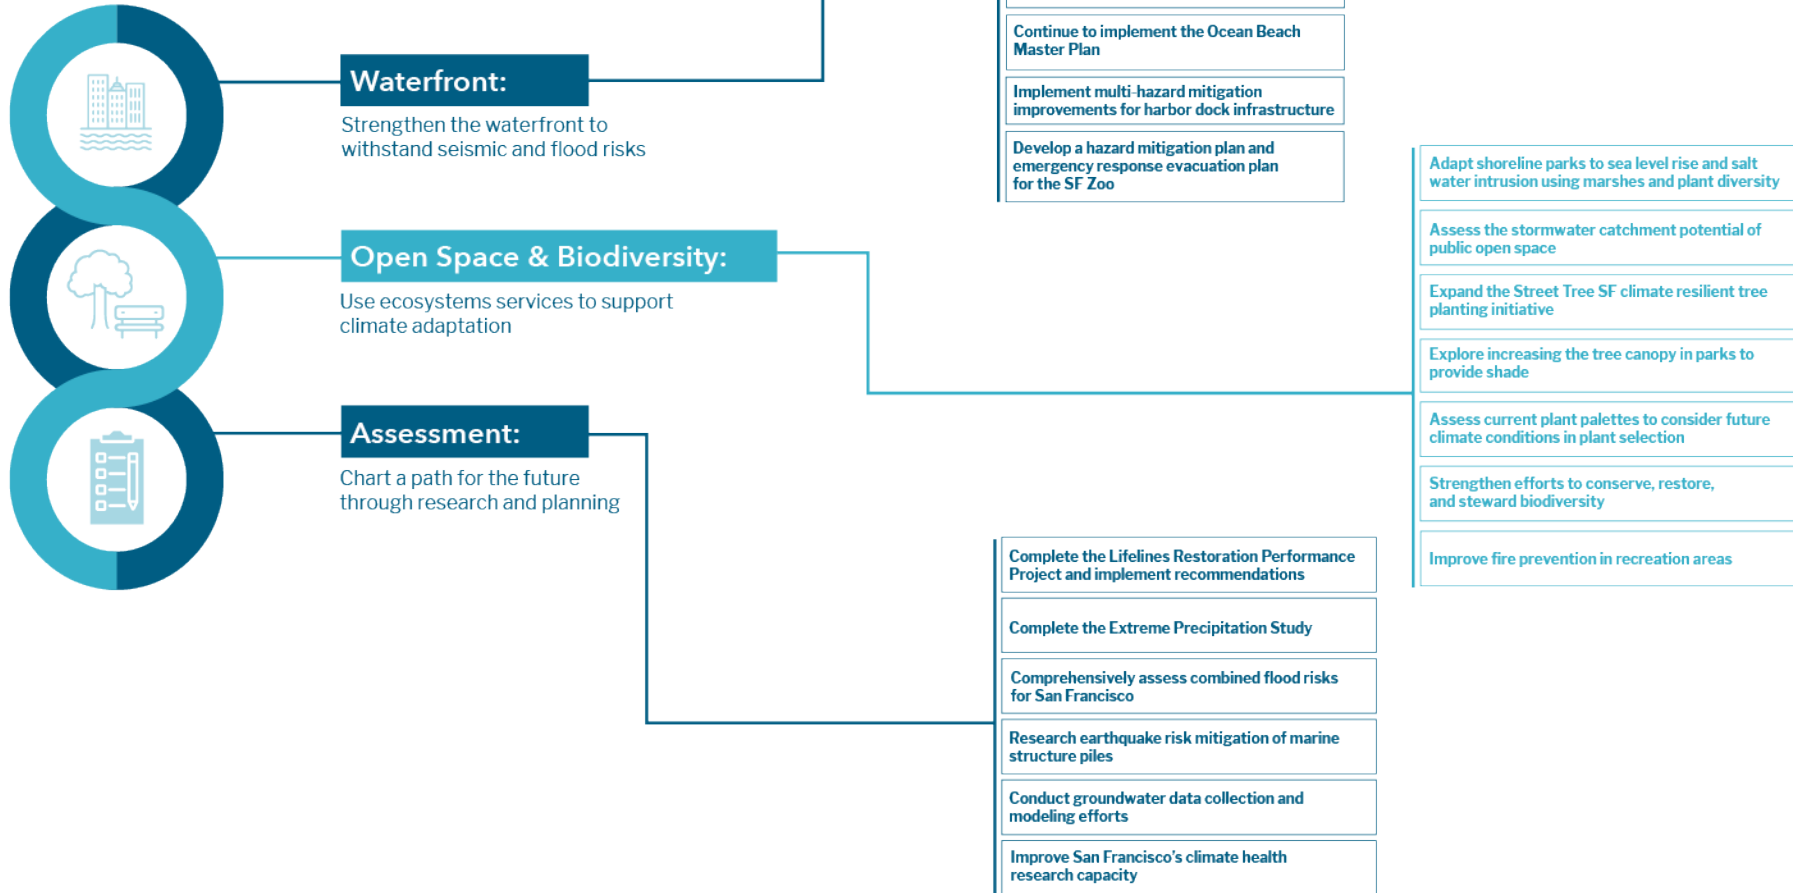 Waterfront:
Strengthen the waterfront to
withstand seismic and flood risks
Continue to implement the Ocean Beach
Master Plan
Implement multi-hazard mitigation
improvements for harbor dock infrastructure
Develop a hazard mitigation plan and
emergency response evacuation plan
for the SF Zoo
Open Space & Biodiversity:
Use ecosystems services to support
climate adaptation
Adapt shoreline parks to sea level rise and salt
water intrusion using marshes and plant diversity
Assess the stormwater catchment potential of
public open space
Expand the Street Tree SF climate resilient tree
planting initiative
Explore increasing the tree canopy in parks to
provide shade
Assess current plant palettes to consider future
climate conditions in plant selection
Strengthen efforts to conserve, restore,
and steward biodiversity
Improve fire prevention in recreation areas
Assessment:
Chart a path for the future
through research and planning
Complete the Lifelines Restoration Performance
Project and implement recommendations
Complete the Extreme Precipitation Study
Comprehensively assess combined flood risks
for San Francisco
Research earthquake risk mitigation of marine
structure piles
Conduct groundwater data collection and
modeling efforts
Improve San Francisco's climate health
research capacity